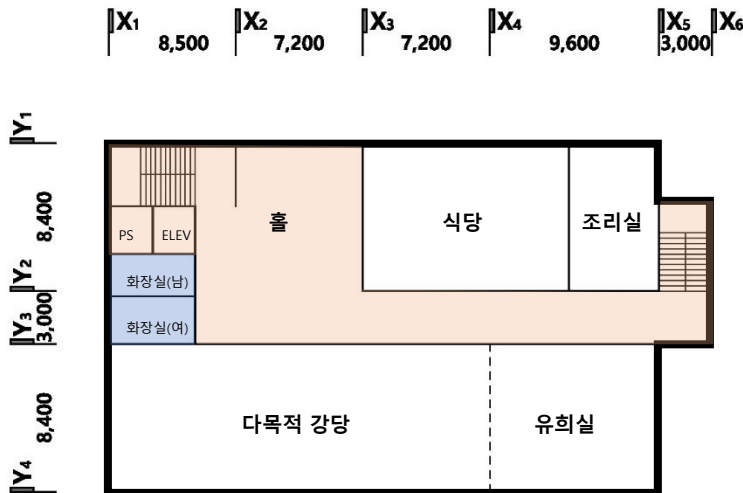 X1 X2 X3 X4 X5 X6
8,500 7,200 7,200 9,600 3,000
Y1
8,400
Y2
3,000
Y3
8,400
Y4
홀 식당 조리실
PS ELEV
화장실(남)
화장실(여)
다목적 강당 유희실